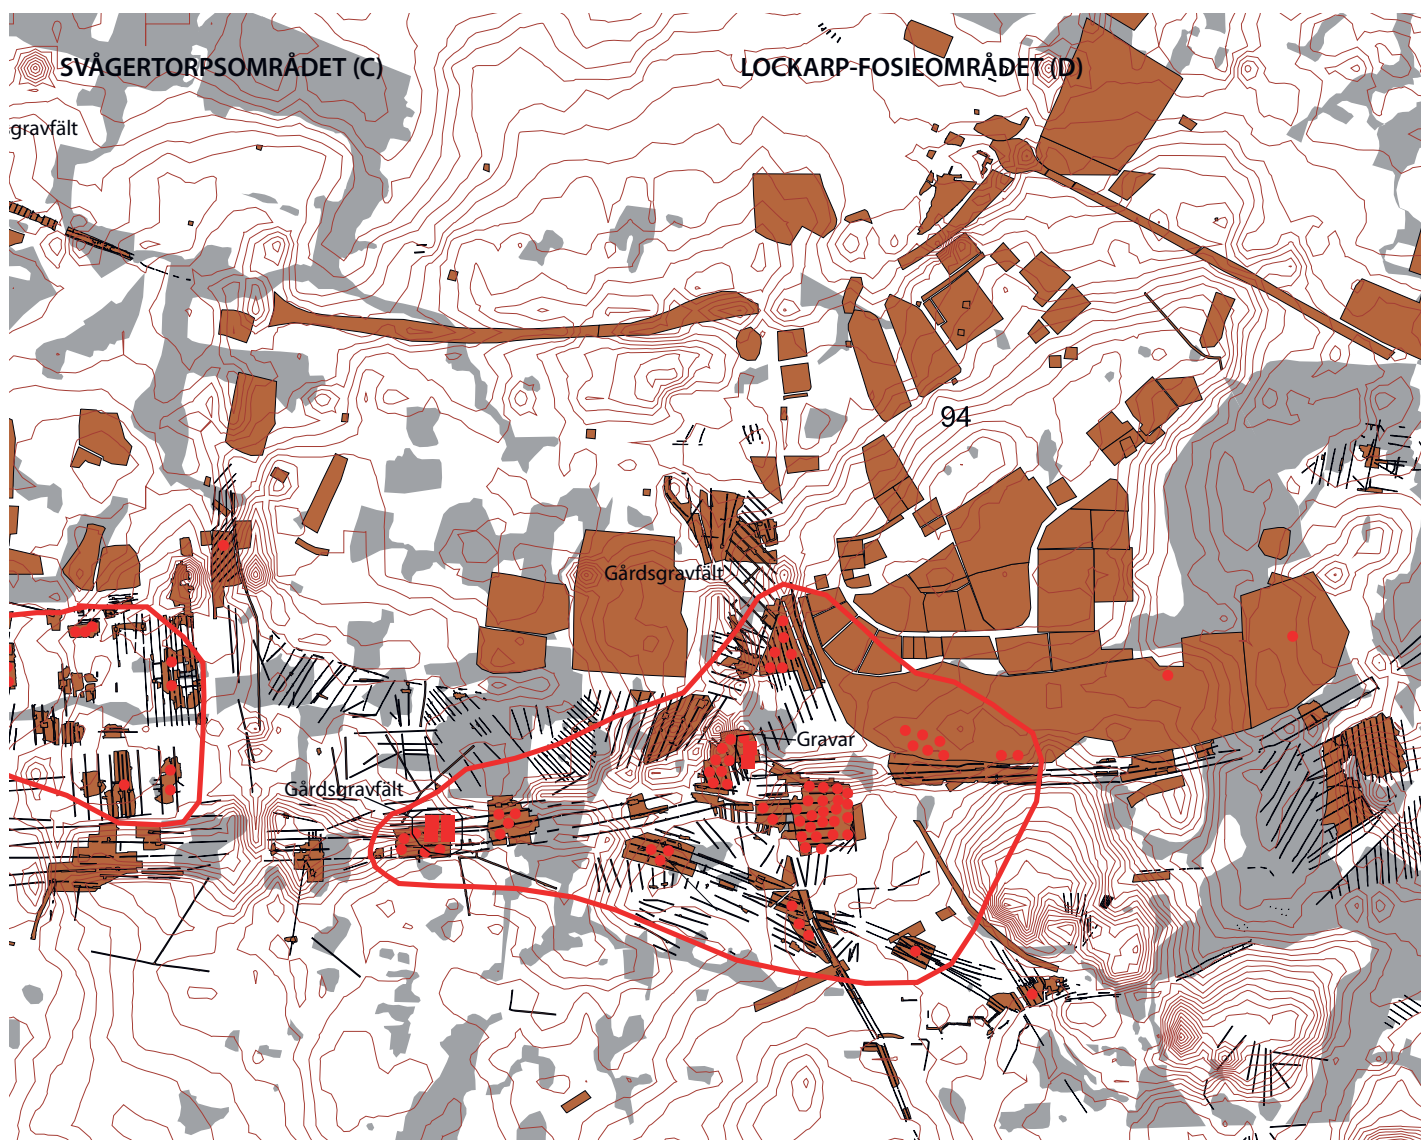 SVÅGERTORPSOMRÅDET (C)
LOCKARP-FOSIEOMRÅDET (D)
gravfält
94
Gårdsgravfält
Gravar
Gårdsgravfält